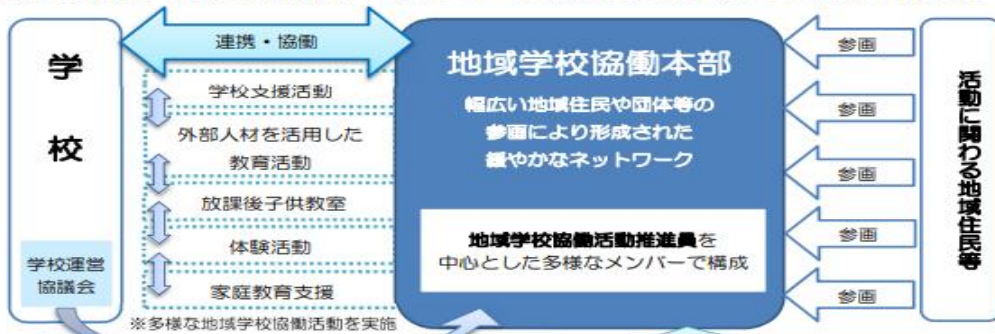 学
校
学校運営
協議会
連携・協働
学校支援活動
外部人材を活用した
教育活動
放課後子供教室
体験活動
家庭教育支援
※多様な地域学校協働活動を実施
地域学校協働本部
幅広い地域住民や団体等の
参画により形成された
緩やかなネットワーク
地域学校協働活動推進員を
中心とした多様なメンバーで構成
参画
参画
参画
参画
参画
活動に関わる地域住民等